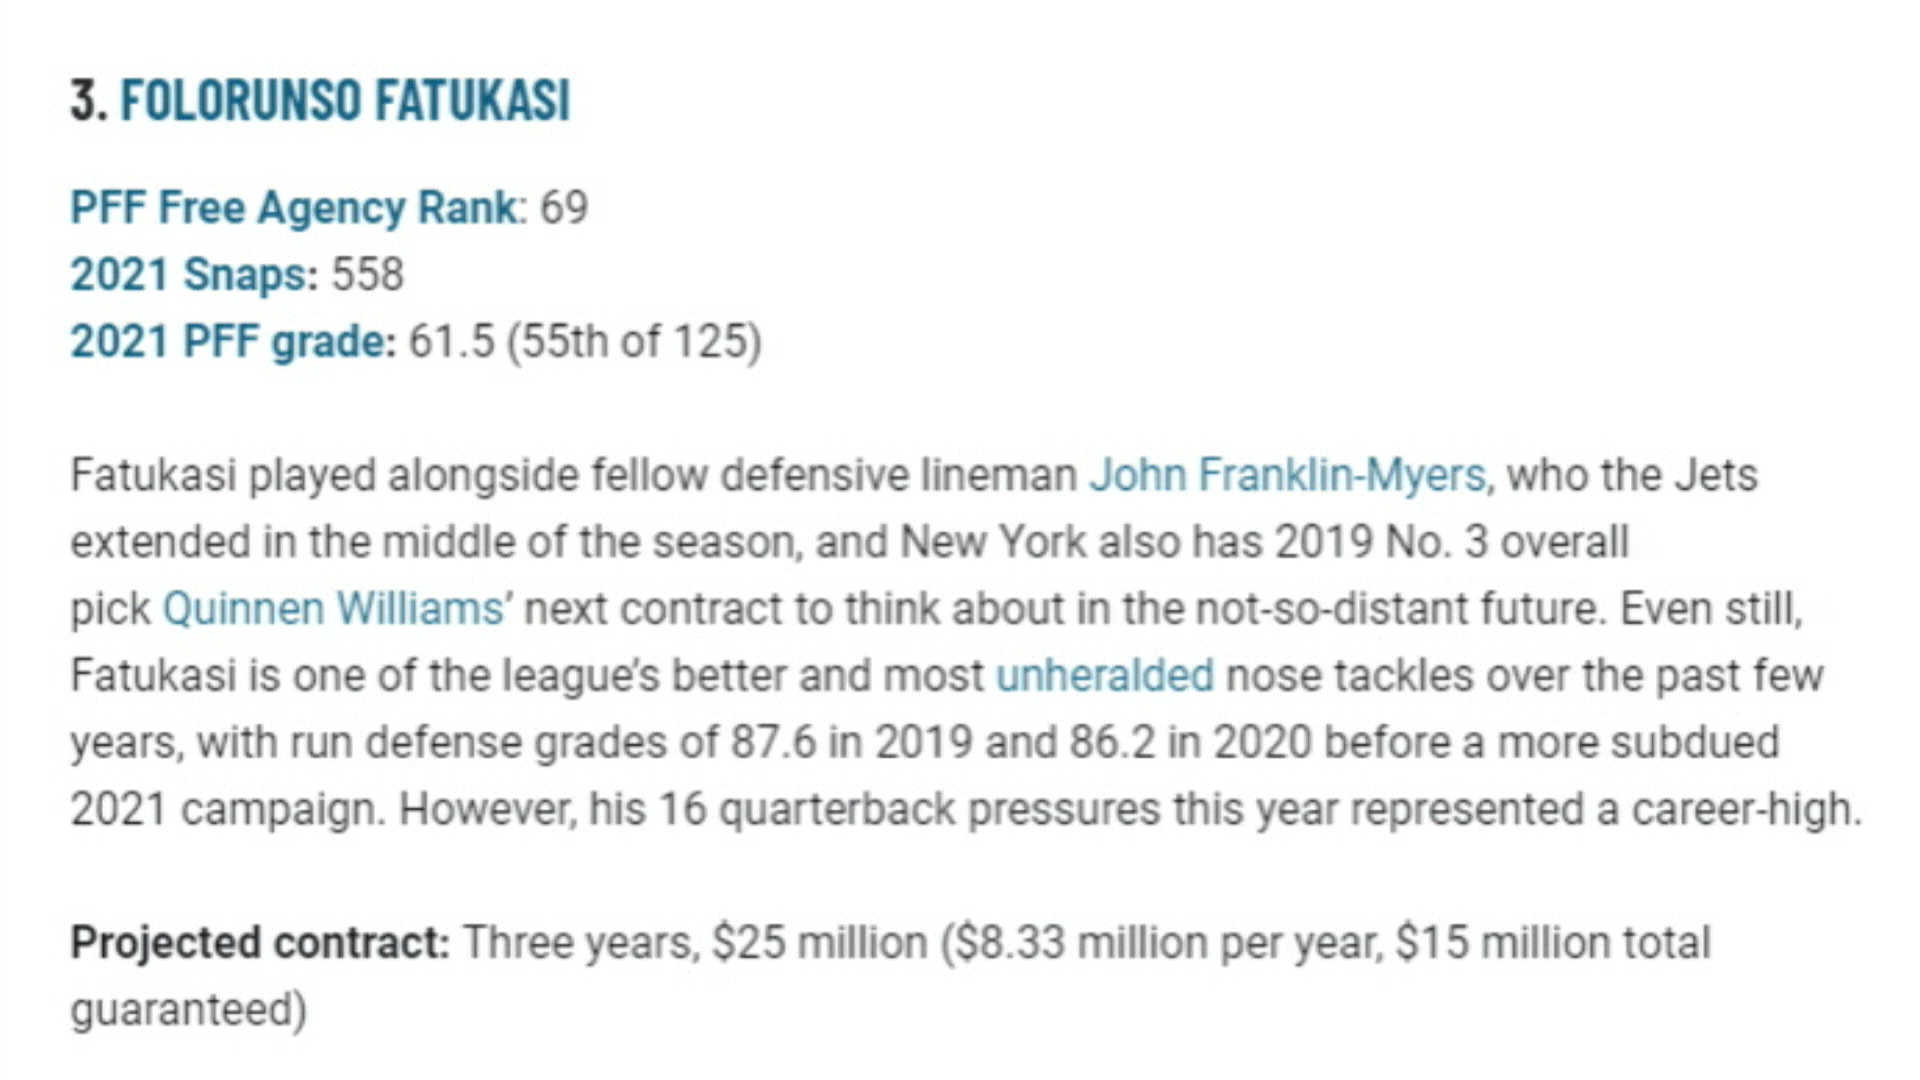 3. FOLORUNSO FATUKASI
PFF Free Agency Rank: 69
2021 Snaps: 558
2021 PFF grade: 61.5 (55th of 125)
Fatukasi played alongside fellow defensive lineman John Franklin-Myers, who the Jets
extended in the middle of the season, and New York also has 2019 No. 3 overall
pick Quinnen Williams’ next contract to think about in the not-so-distant future. Even still,
Fatukasi is one of the league’s better and most unheralded nose tackles over the past few
years, with run defense grades of 87.6 in 2019 and 86.2 in 2020 before a more subdued
2021 campaign. However, his 16 quarterback pressures this year represented a career-high.
Projected contract: Three years, $25 million ($8.33 million per year, $15 million total
guaranteed)